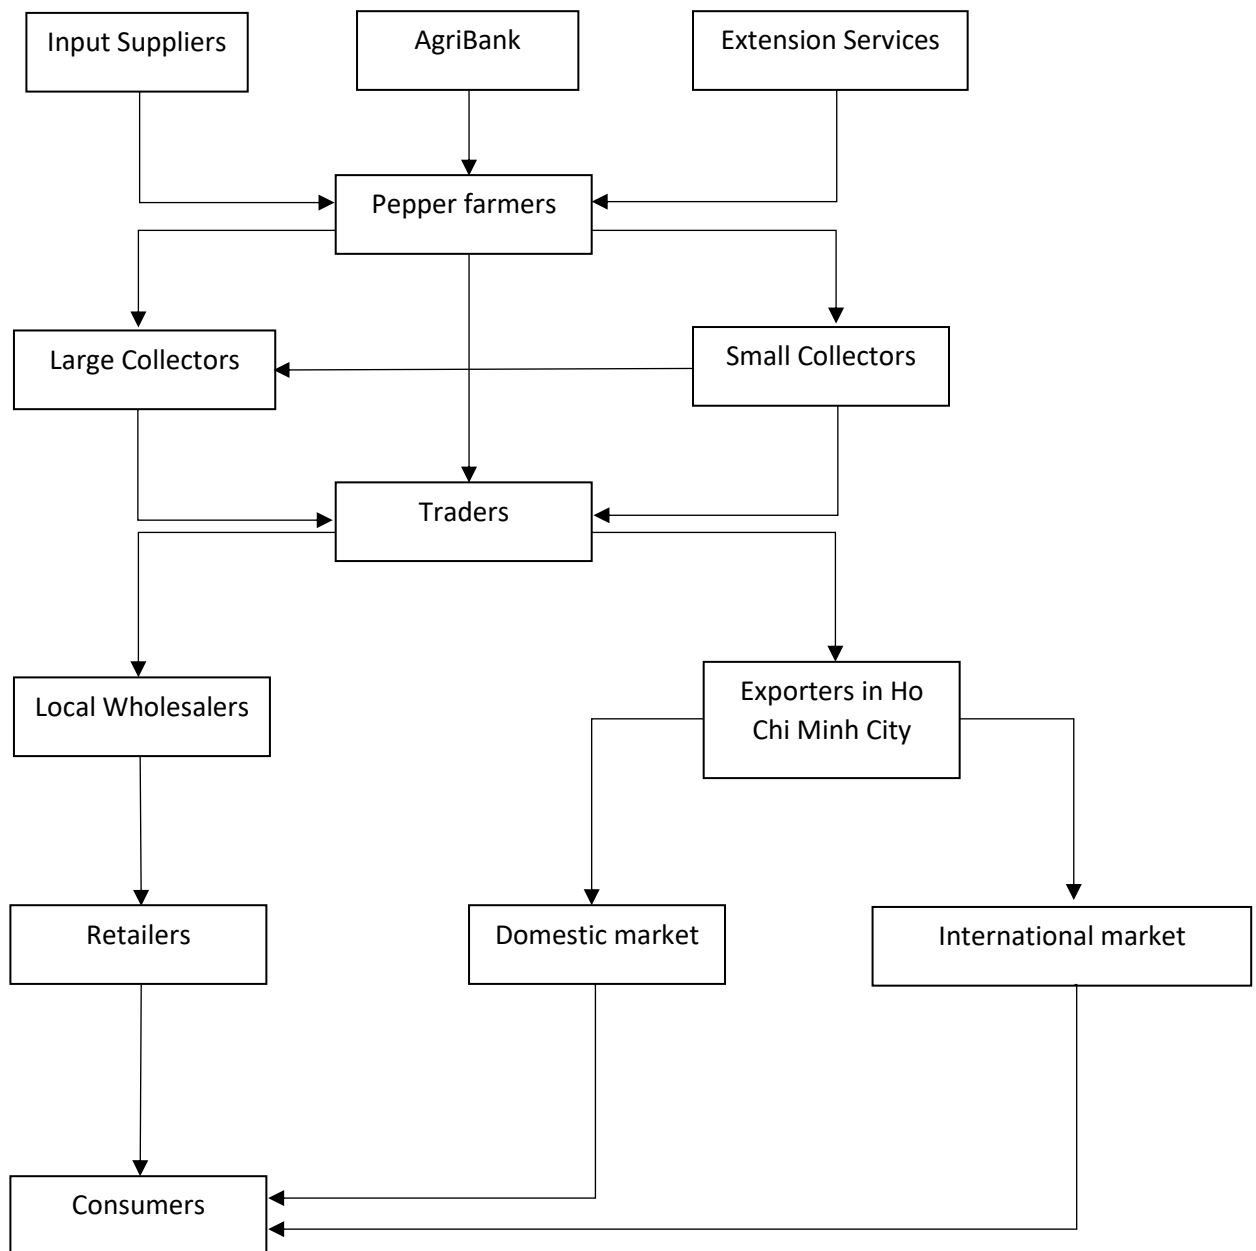 Input Suppliers
AgriBank
Extension Services
Pepper farmers
Large Collectors
Small Collectors
Traders
Local Wholesalers
Exporters in Ho
Chi Minh City
Retailers
Domestic market
International market
Consumers